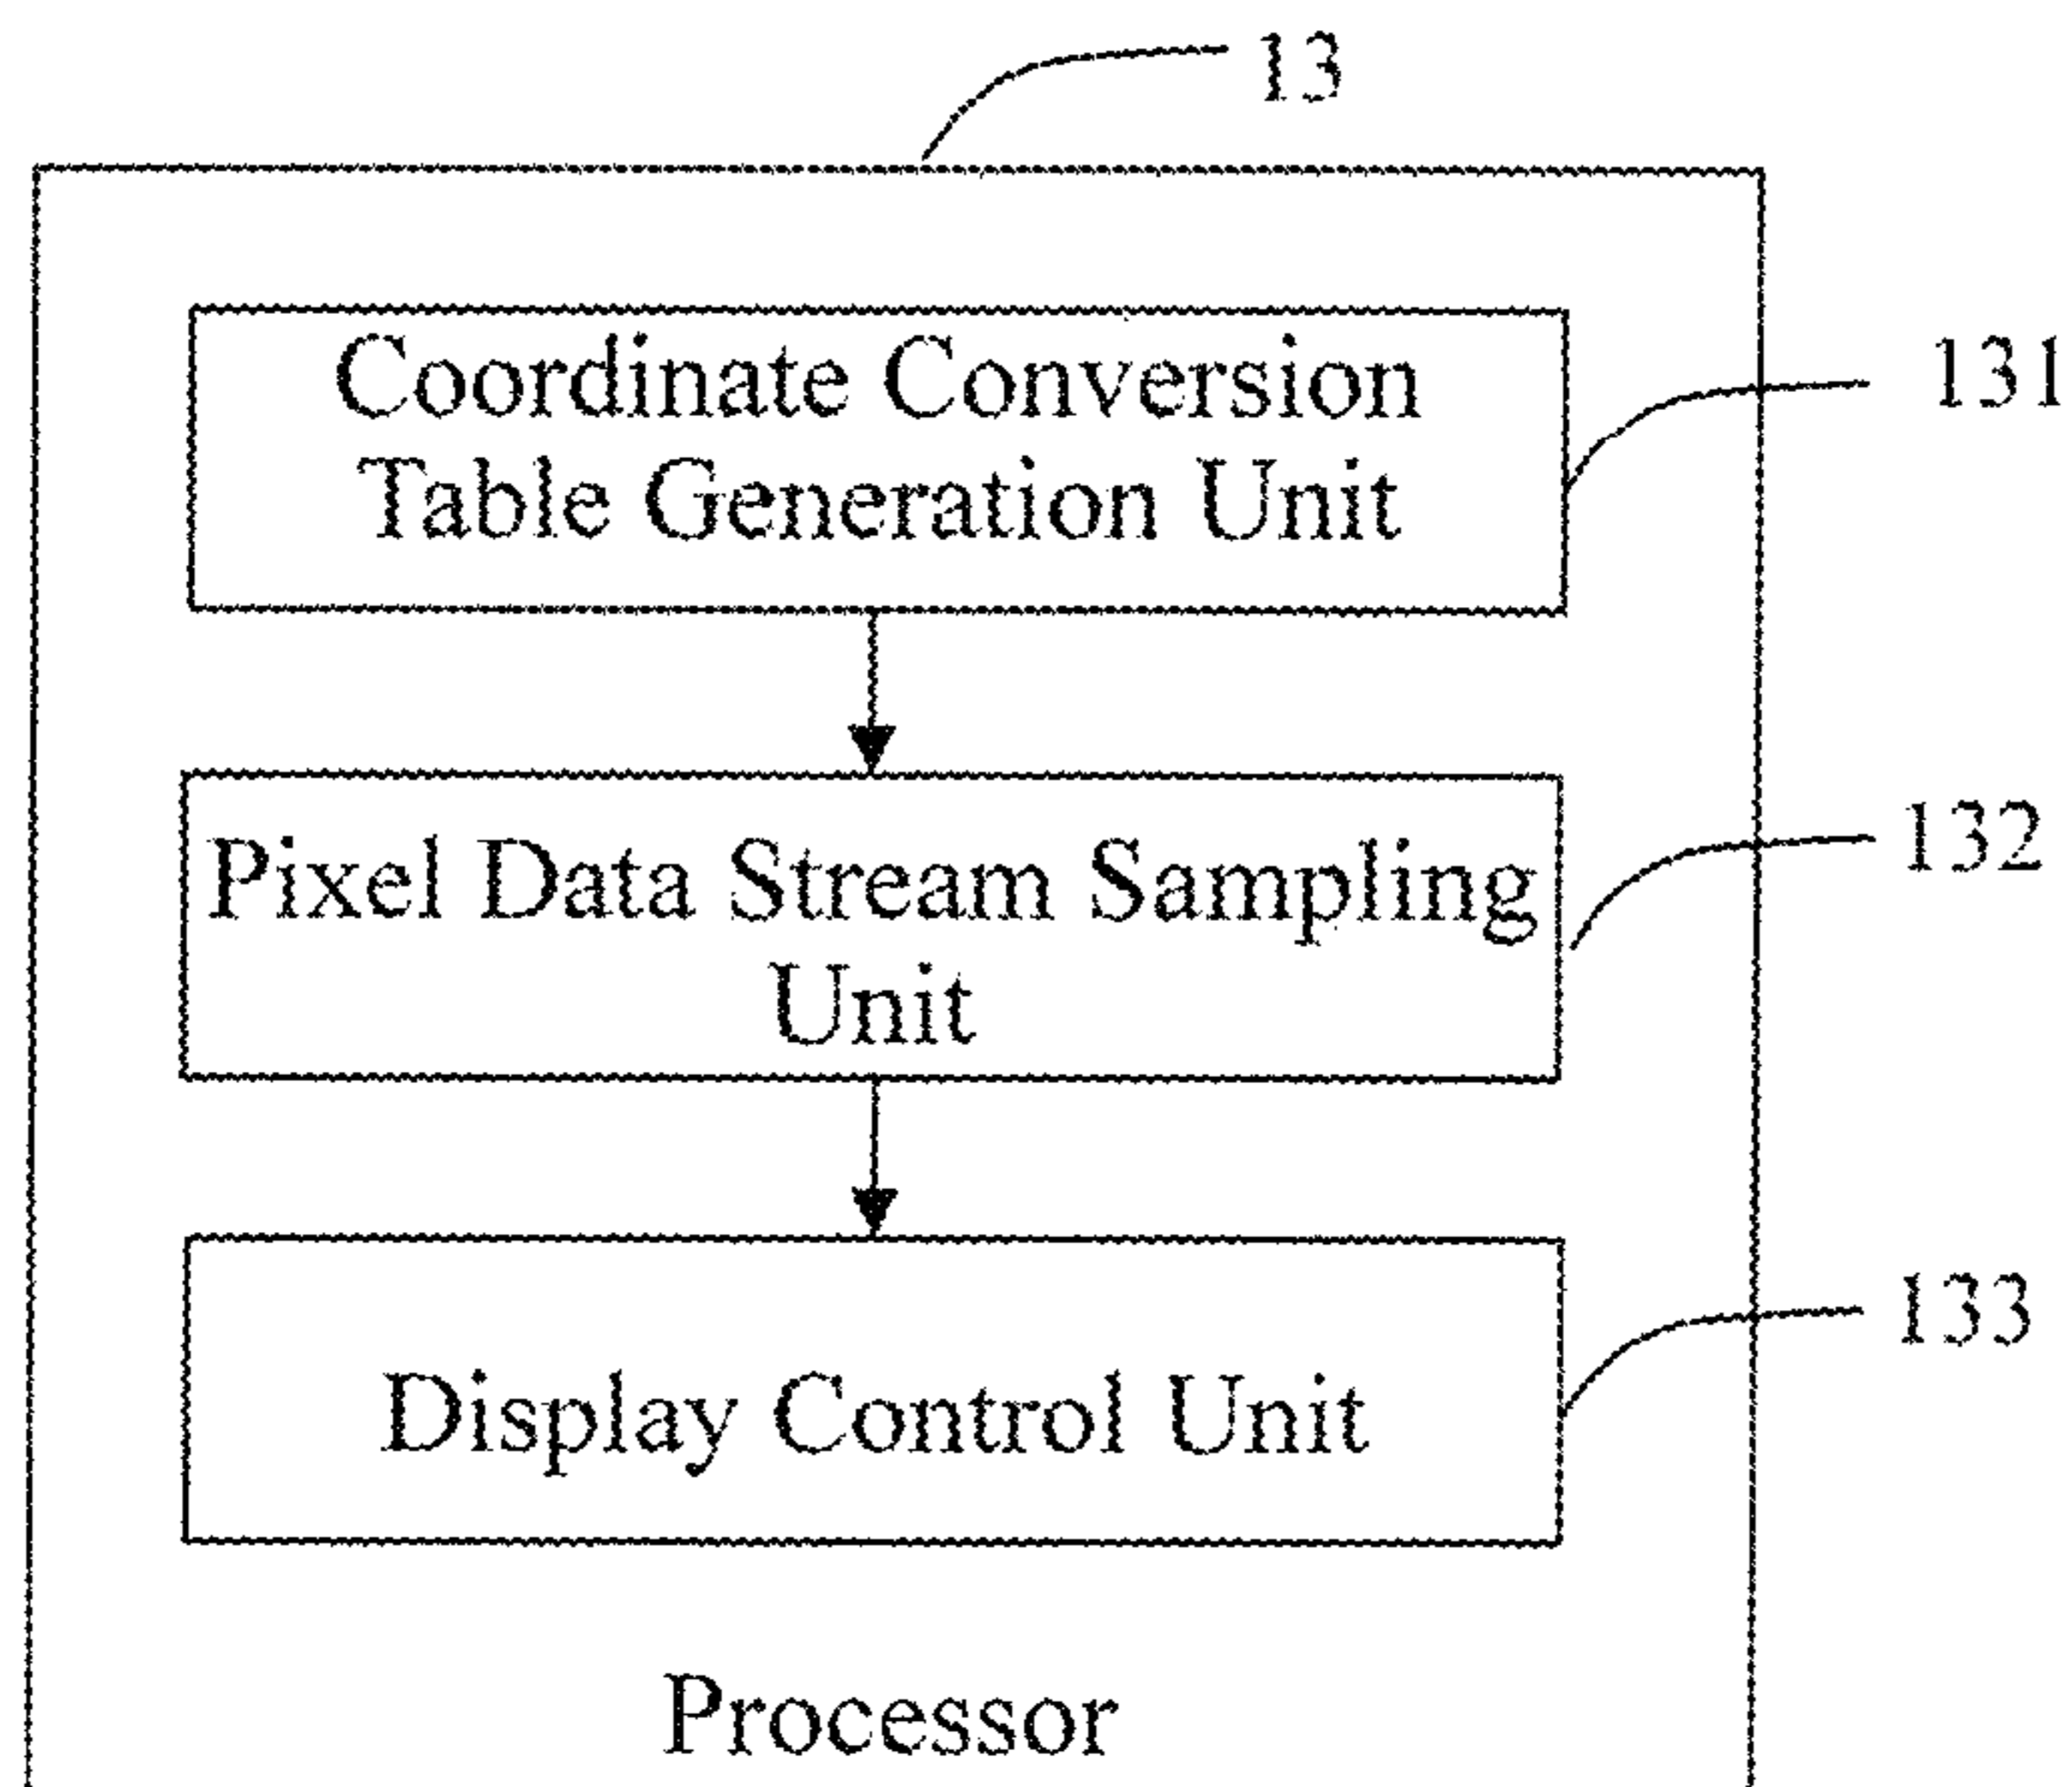 13
Coordinate Conversion
Table Generation Unit
131
Pixel Data Stream Sampling
Unit
132
Display Control Unit
133
Processor